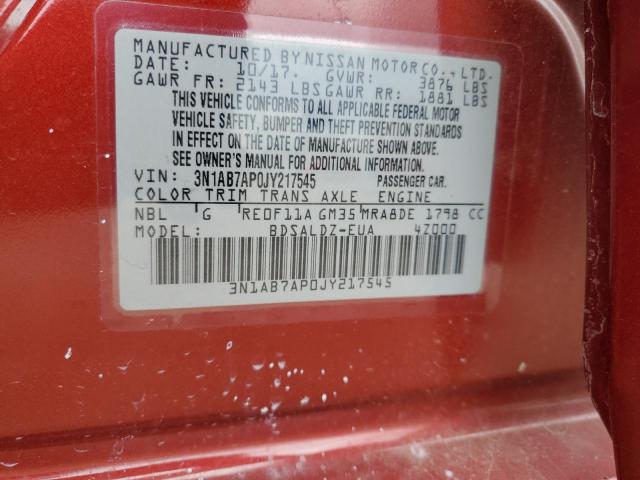 MANUFACTURED BY NISSAN MOTOR CO., LTD.
DATE: 10/17. GVWR: 3876 LBS
GAWR FR: 2143 LBS GAWR RR: 1881 LBS
THIS VEHICLE CONFORMS TO ALL APPLICABLE FEDERAL MOTOR
VEHICLE SAFETY, BUMPER AND THEFT PREVENTION STANDARDS
IN EFFECT ON THE DATE OF MANUFACTURE SHOWN ABOVE.
SEE OWNER'S MANUAL FOR ADDITIONAL INFORMATION.
VIN: 3N1AB7AP0JY217545 PASSENGER CAR.
COLOR TRIM TRANS AXLE ENGINE
NBL G RE0F11A GM35 MRA8DE 1798 CC
MODEL: BDSALDZ-EUA 4Z000
3N1AB7AP0JY217545